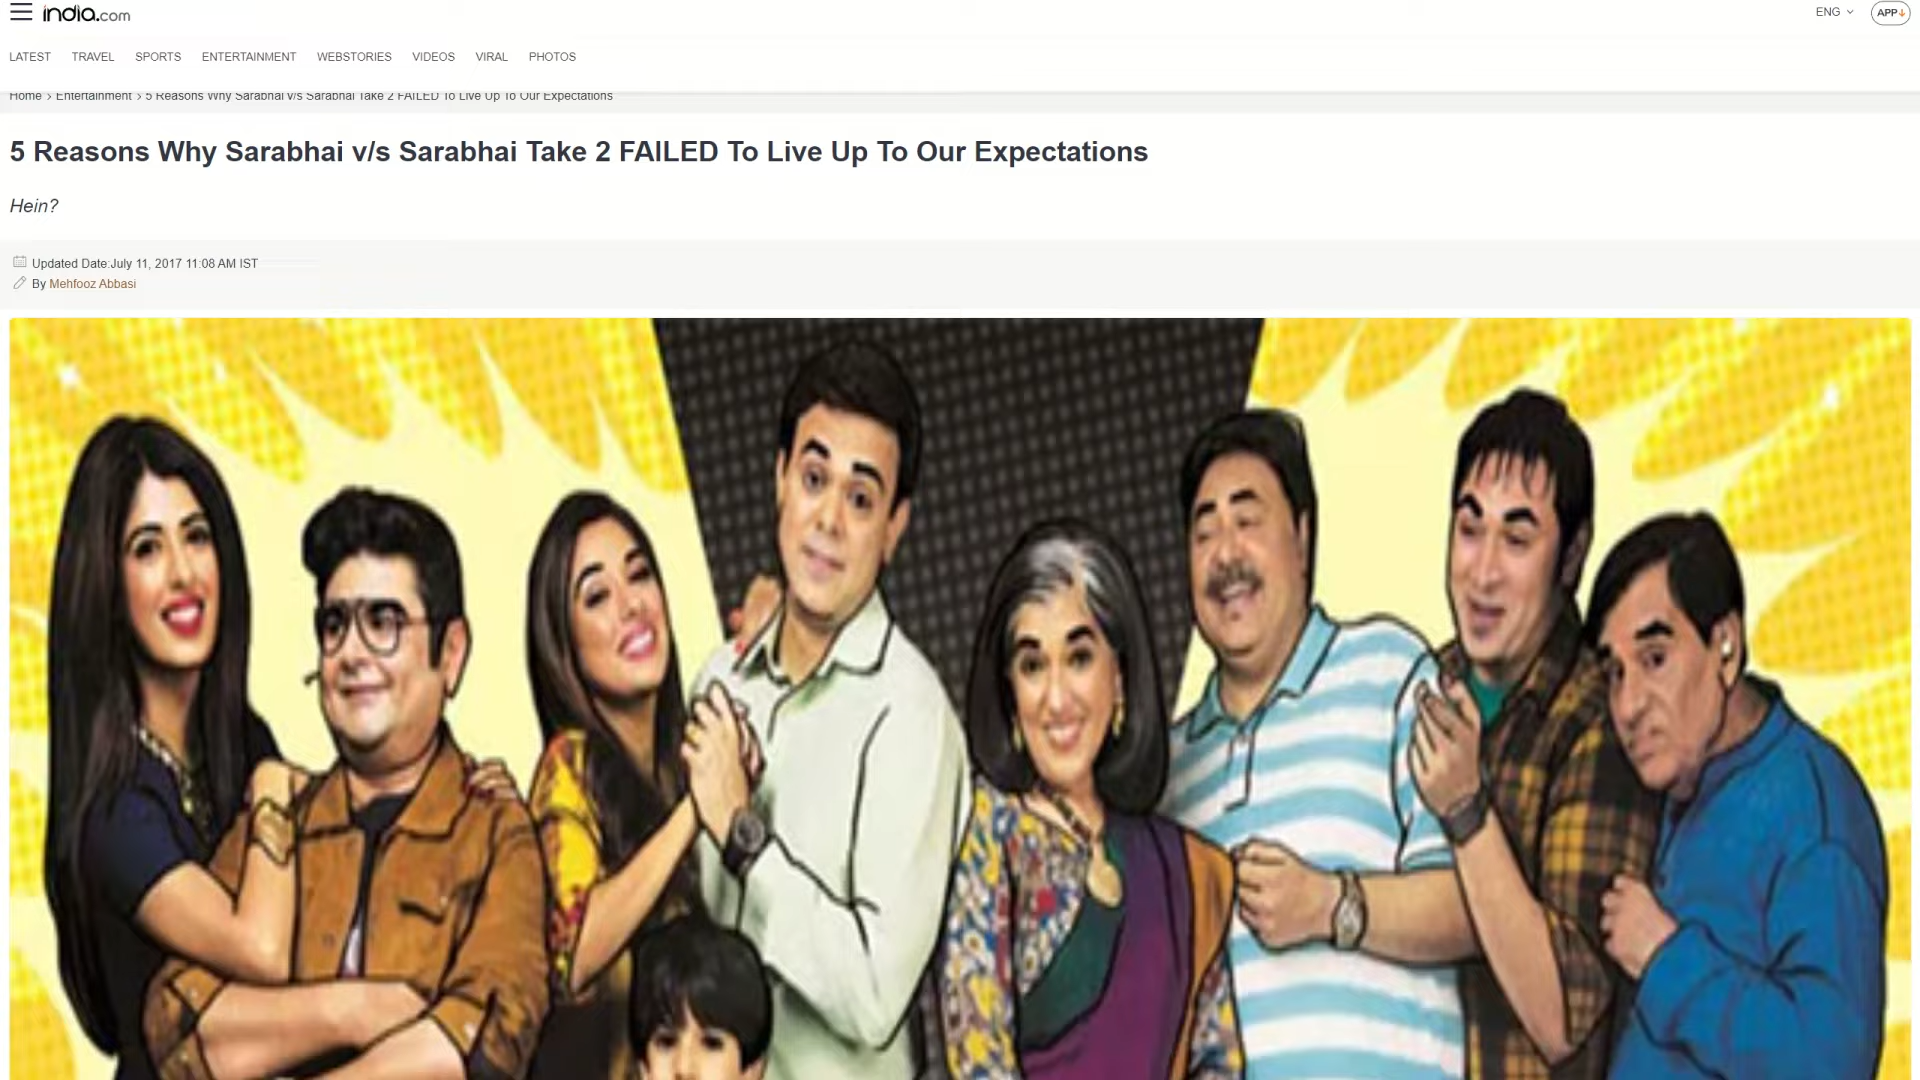 india.com
ENG
APP
LATEST TRAVEL SPORTS ENTERTAINMENT WEBSTORIES VIDEOS VIRAL PHOTOS
Home › Entertainment › 5 Reasons Why Sarabhai v/s Sarabhai Take 2 FAILED To Live Up To Our Expectations
5 Reasons Why Sarabhai v/s Sarabhai Take 2 FAILED To Live Up To Our Expectations
Hein?
Updated Date:July 11, 2017 11:08 AM IST
By Mehfooz Abbasi